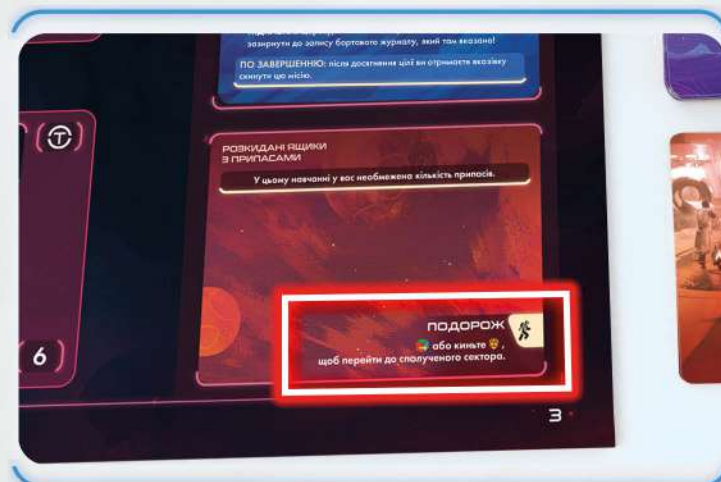 зазирнути до запису бортового журналу, який там вказано!
ПО ЗАВЕРШЕННЮ: після досягнення цілі ви отримаєте вказівку
скинути цю місію.
РОЗКИДАНІ ЯЩИКИ
З ПРИПАСАМИ
У цьому навчанні у вас необмежена кількість припасів.
ПОДОРОЖ
або киньте ,
щоб перейти до сполученого сектора.
6
3